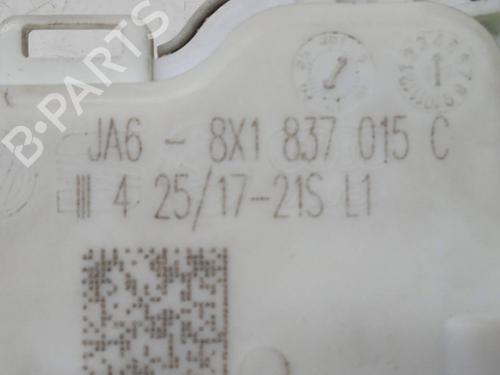 JA6 - 8X1 837 015 C
||| 4 25/17-21S L1
B-PARTS